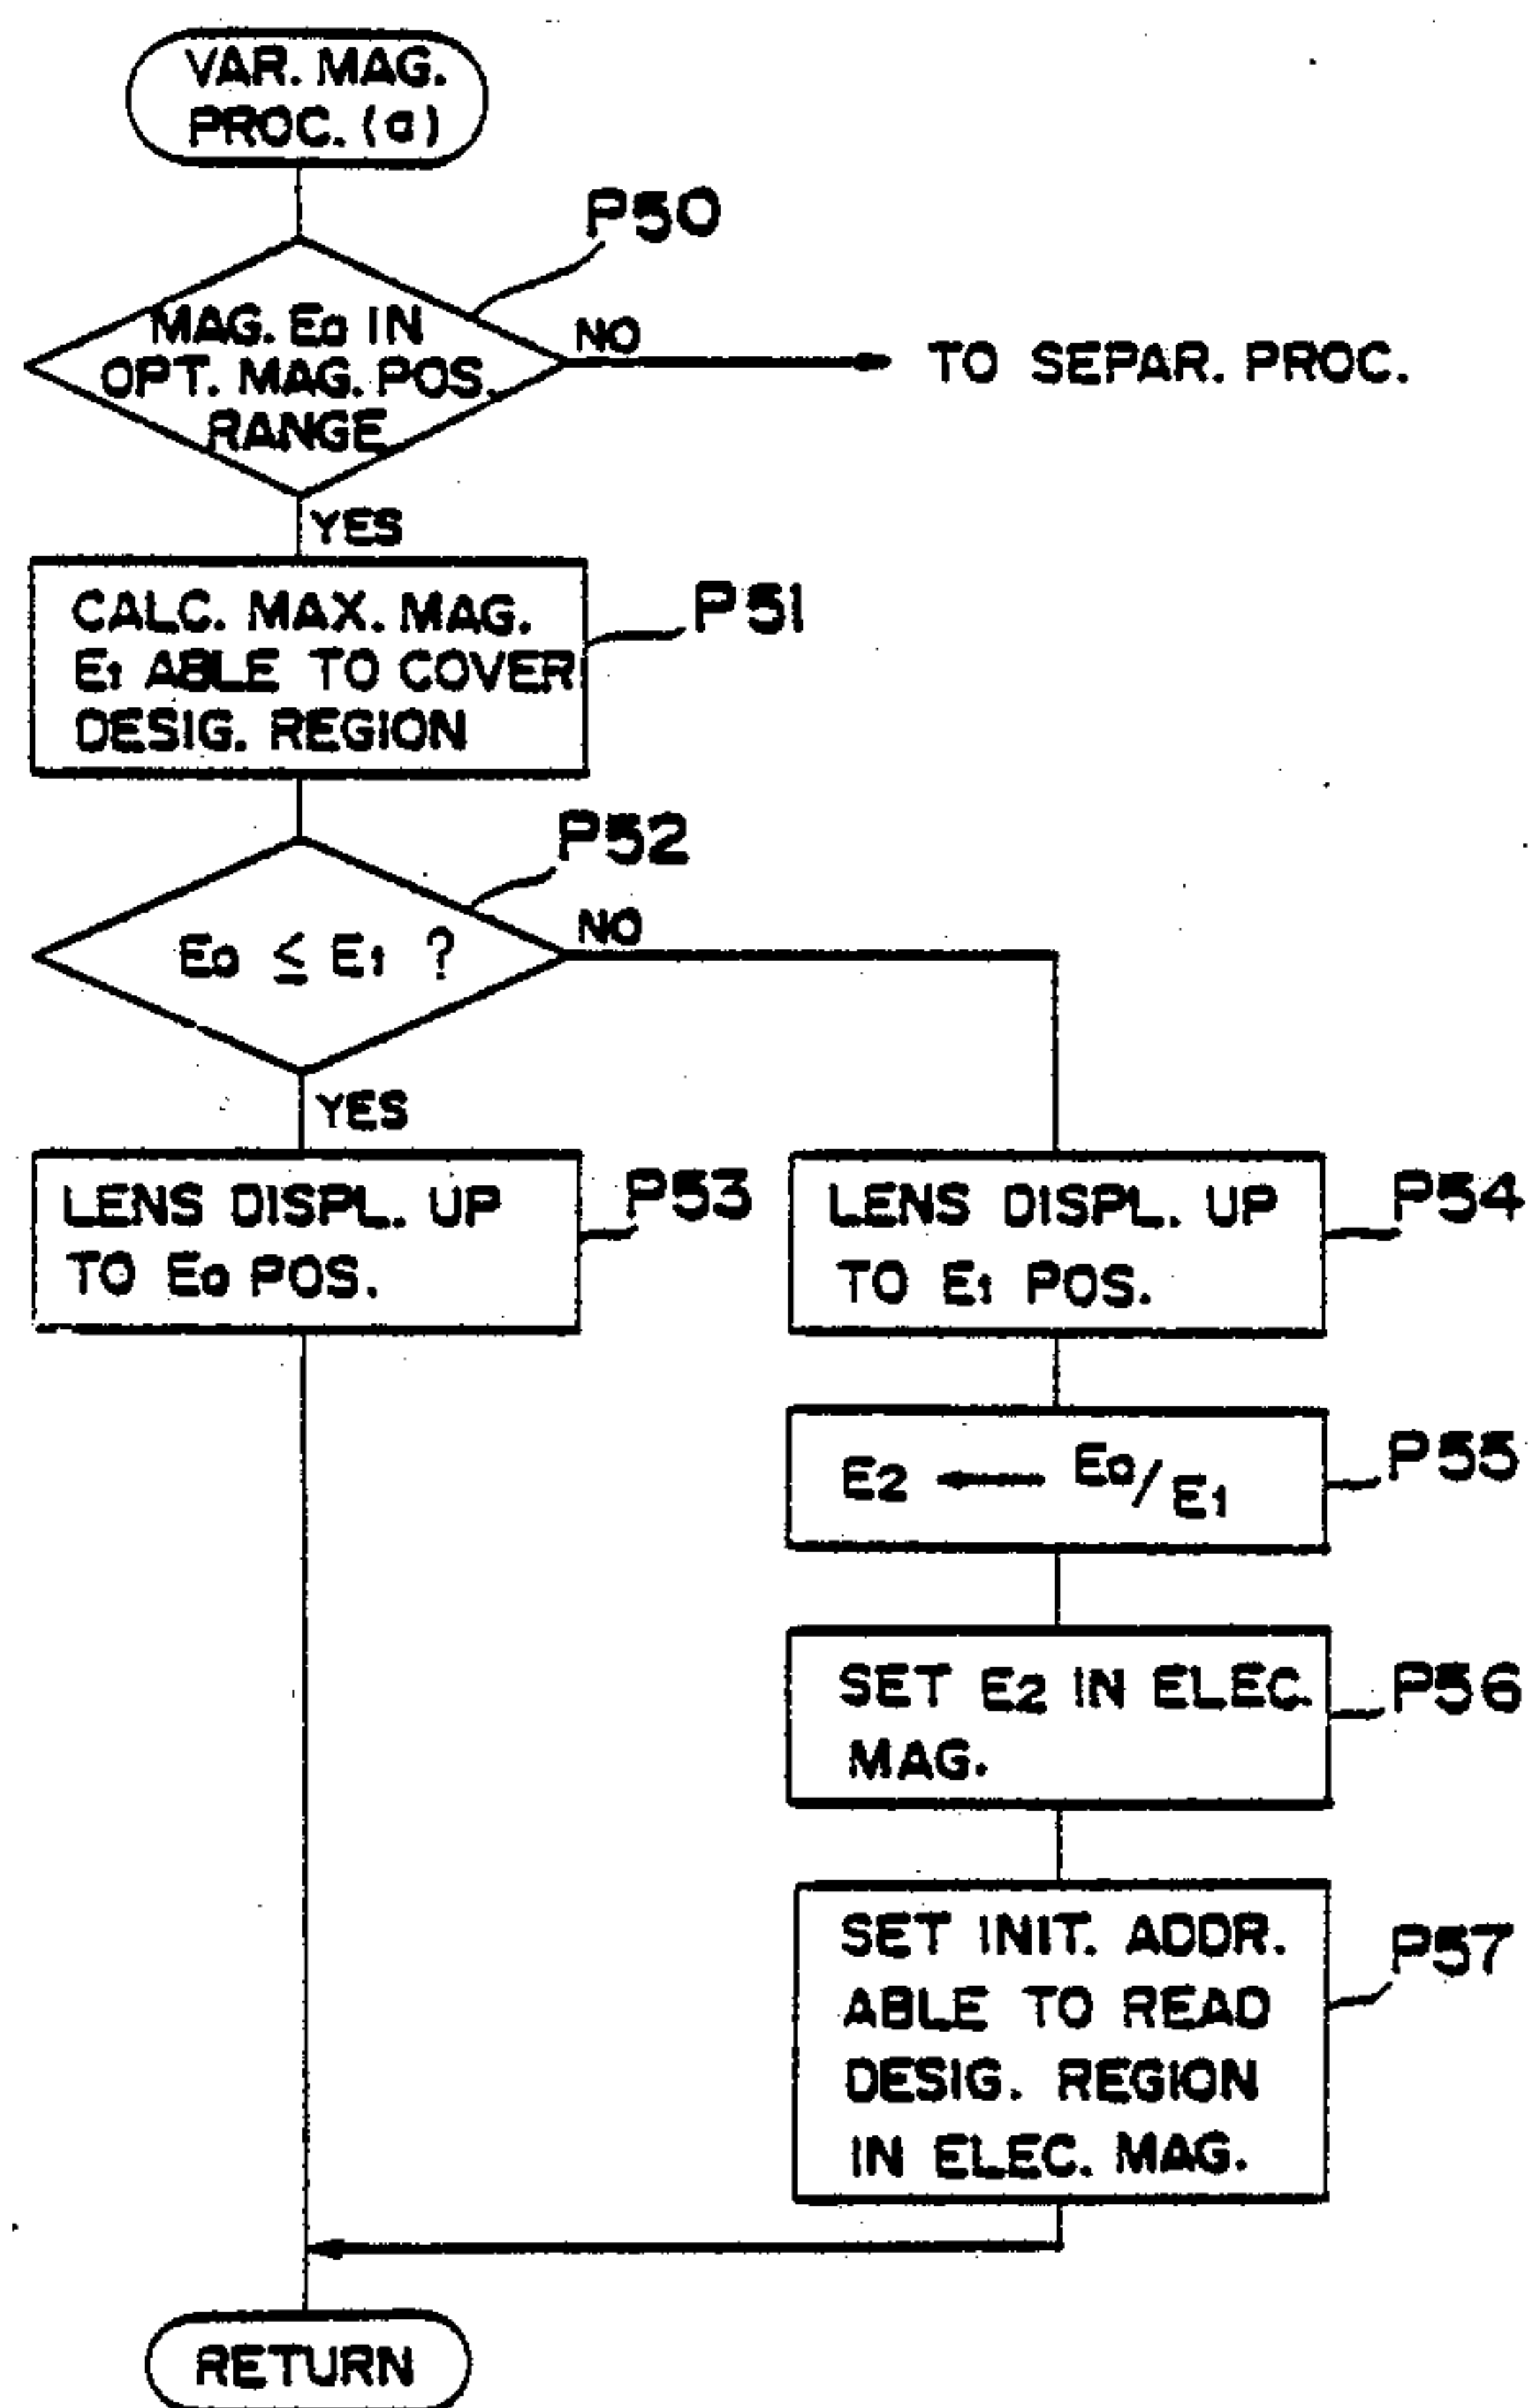 VAR. MAG.
PROC. (a)
P50
MAG. E0 IN
OPT. MAG. POS.
RANGE
NO
TO SEPAR. PROC.
YES
CALC. MAX. MAG.
E1 ABLE TO COVER
DESIG. REGION
P51
P52
E0 ≤ E1 ?
NO
YES
LENS DISPL. UP
TO E0 POS.
P53
LENS DISPL. UP
TO E1 POS.
P54
E2 ← E0/E1
P55
SET E2 IN ELEC.
MAG.
P56
SET INIT. ADDR.
ABLE TO READ
DESIG. REGION
IN ELEC. MAG.
P57
RETURN